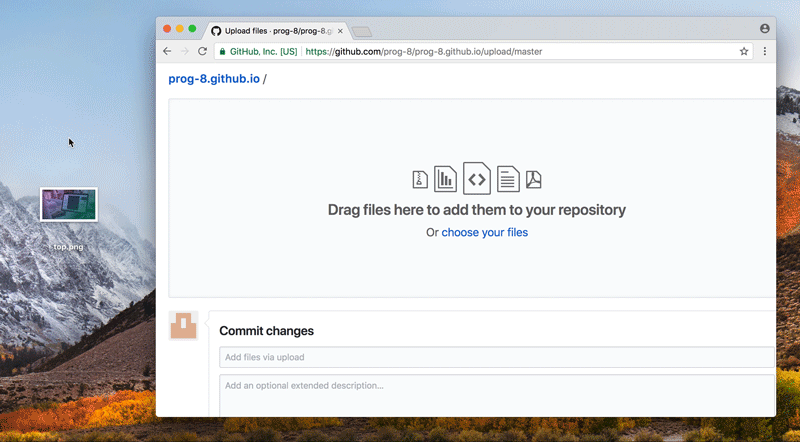 Upload files · prog-8/prog-8.g
GitHub, Inc. [US]
https://github.com/prog-8/prog-8.github.io/upload/master
prog-8.github.io /
Drag files here to add them to your repository
Or choose your files
top.png
Commit changes
Add files via upload
Add an optional extended description...